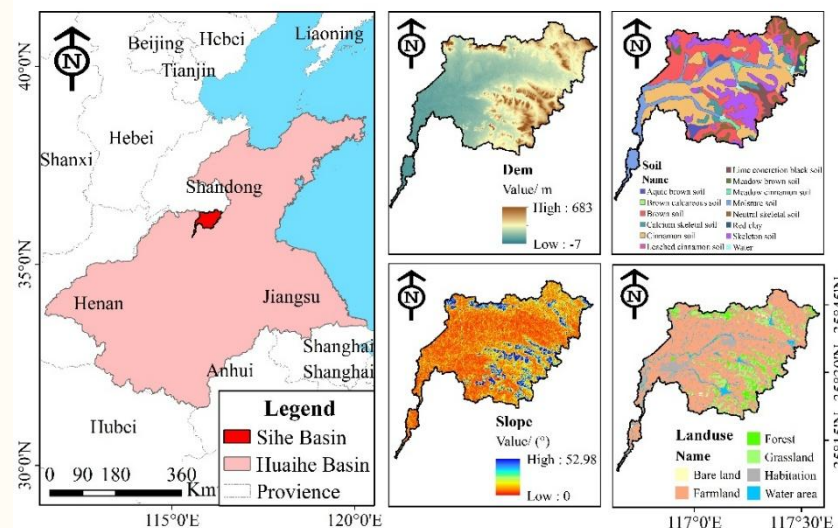 40°0'N
35°0'N
30°0'N
N
Beijing
Hebei
Liaoning
Tianjin
Hebei
Shanxi
Shandong
Henan
Jiangsu
Anhui
Shanghai
Shanghai
Hubei
Legend
Sihe Basin
Huaihe Basin
Provience
0 90 180 360
Km
115°0'E 120°0'E
N
Dem
Value/ m
High : 683
Low : -7
N
Soil
Name
Aquic brown soil
Brown calcareous soil
Brown soil
Calcium skeletal soil
Cinnamon soil
Leached cinnamon soil
Lime concretion black soil
Meadow brown soil
Meadow cinnamon soil
Moisture soil
Neutral skeletal soil
Red clay
Skeleton soil
Water
N
Slope
Value/ (°)
High : 52.98
Low : 0
N
Landuse
Name
Bare land
Farmland
Forest
Grassland
Habitation
Water area
117°0'E 117°30'E